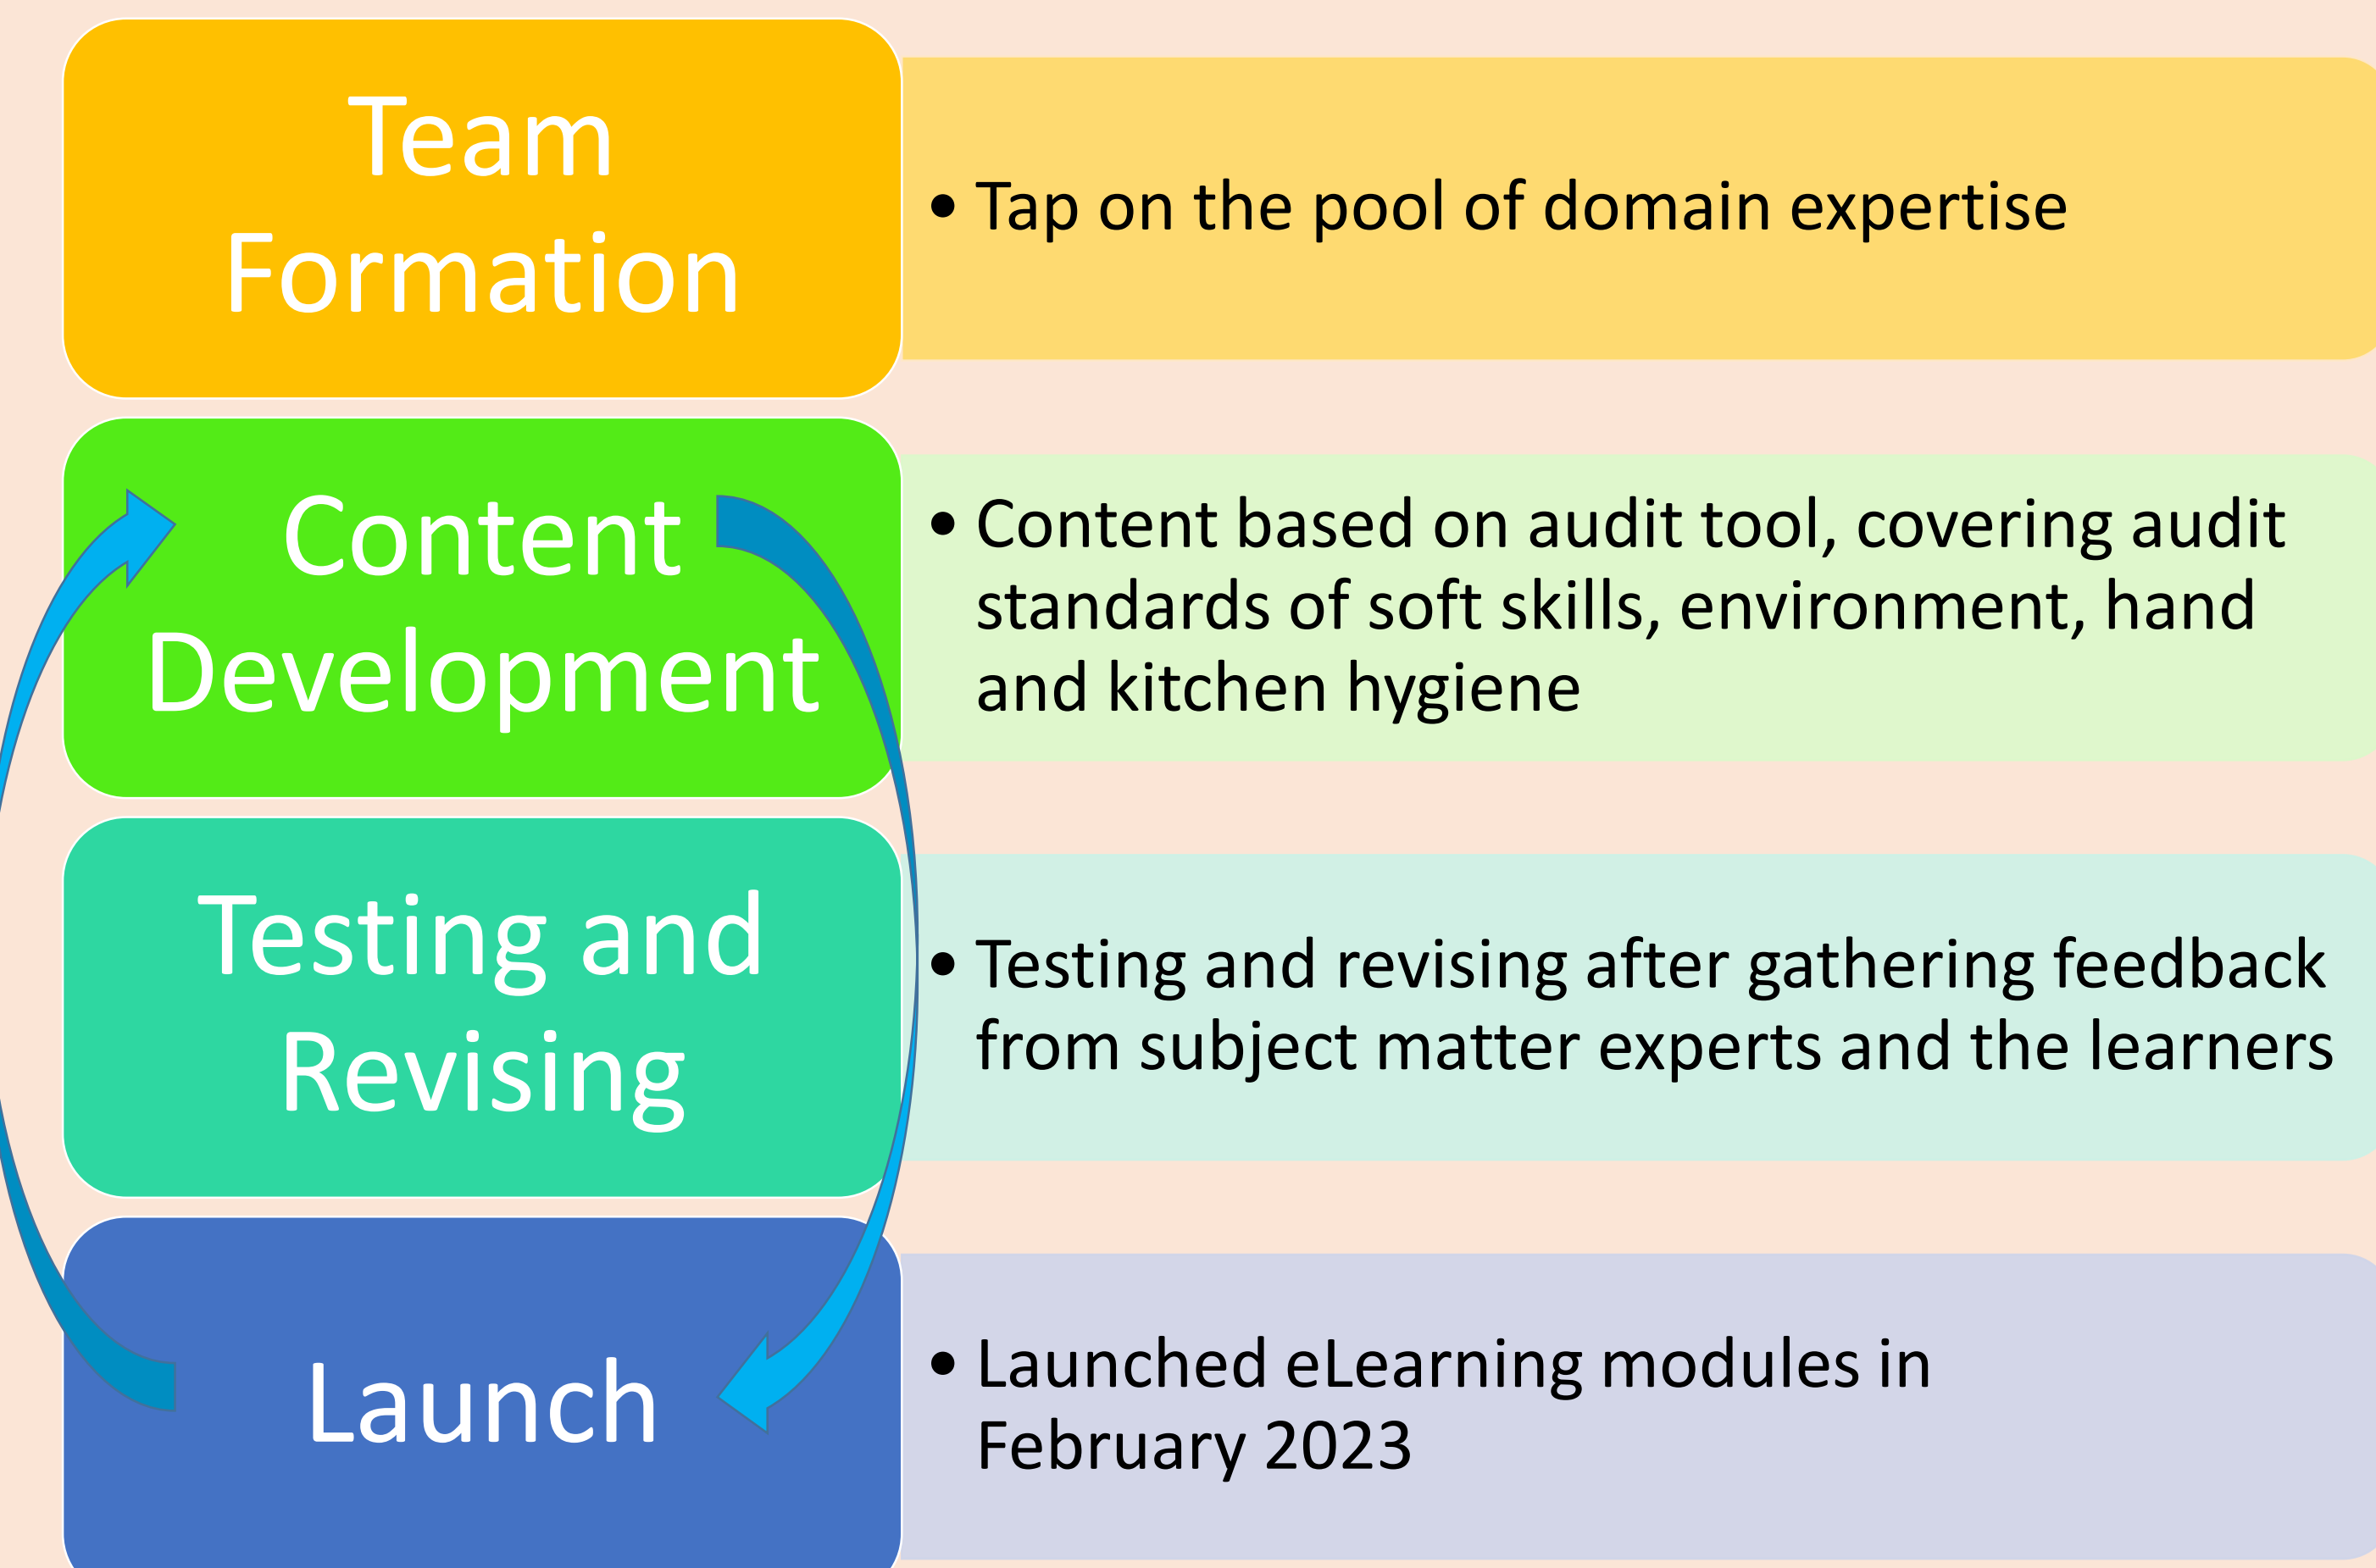 Team
Formation
• Tap on the pool of domain expertise
Content
Development
• Content based on audit tool, covering audit
standards of soft skills, environment, hand
and kitchen hygiene
Testing and
Revising
• Testing and revising after gathering feedback
from subject matter experts and the learners
Launch
• Launched eLearning modules in
February 2023